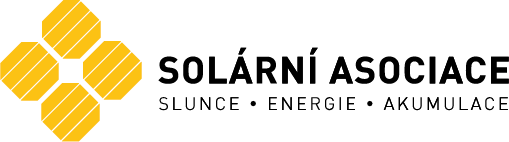 SOLÁRNÍ ASOCIACE
SLUNCE • ENERGIE • AKUMULACE